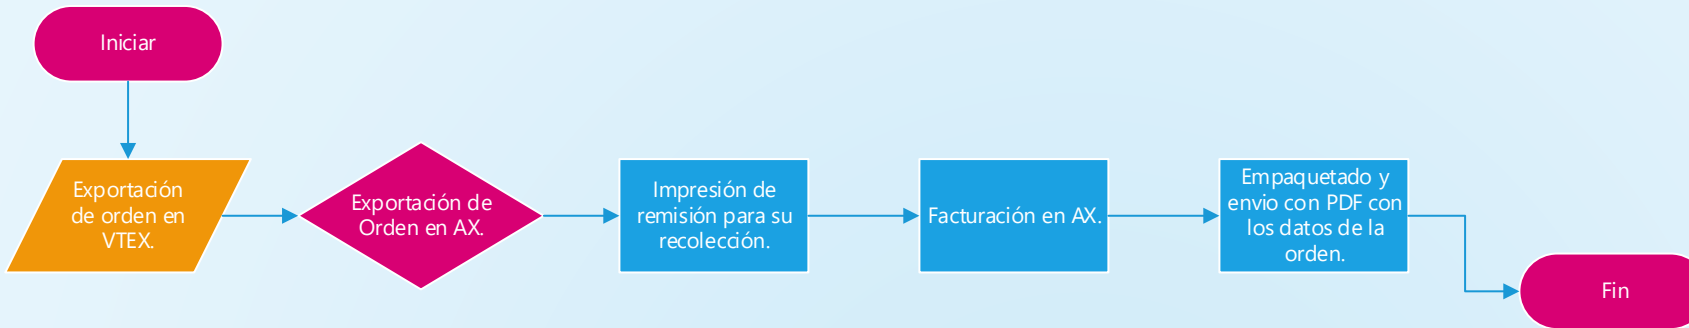 Iniciar
Exportación
de orden en
VTEX.
Exportación de
Orden en AX.
Impresión de
remisión para su
recolección.
Facturación en AX.
Empaquetado y
envio con PDF con
los datos de la
orden.
Fin